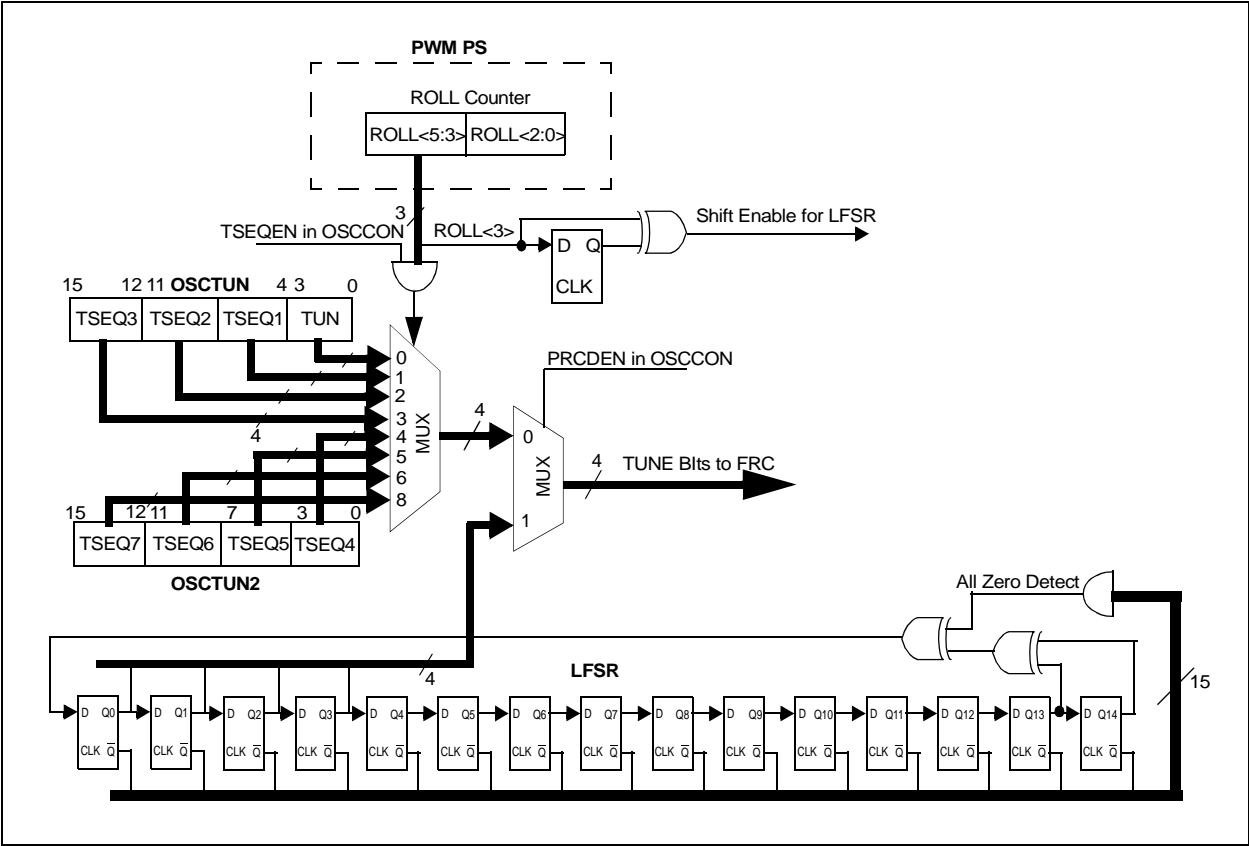 PWM PS
ROLL Counter
ROLL<5:3> ROLL<2:0>
3
TSEQEN in OSCCON
ROLL<3>
Shift Enable for LFSR
D Q
CLK
15 12 11 OSCTUN 4 3 0
TSEQ3 TSEQ2 TSEQ1 TUN
0
1
2
3
4
5
6
8
MUX
4
4
PRCDEN in OSCCON
0
1
MUX
4
TUNE BIts to FRC
15 12 11 7 3 0
TSEQ7 TSEQ6 TSEQ5 TSEQ4
OSCTUN2
All Zero Detect
4
LFSR
15
D Q0 D Q1 D Q2 D Q3 D Q4 D Q5 D Q6 D Q7 D Q8 D Q9 D Q10 D Q11 D Q12 D Q13 D Q14
CLK Q̅ CLK Q̅ CLK Q̅ CLK Q̅ CLK Q̅ CLK Q̅ CLK Q̅ CLK Q̅ CLK Q̅ CLK Q̅ CLK Q̅ CLK Q̅ CLK Q̅ CLK Q̅ CLK Q̅